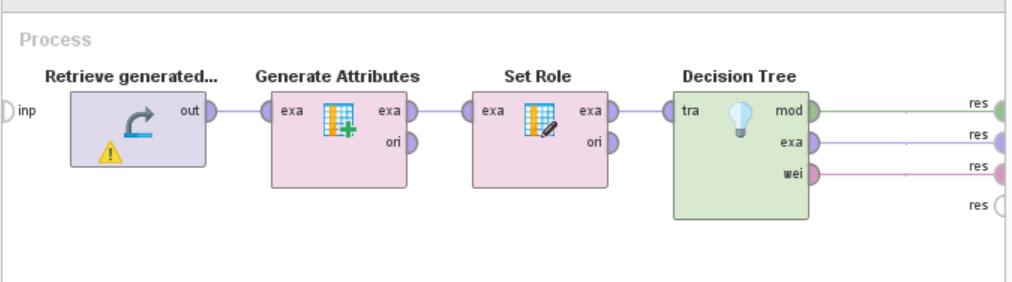 Process
Retrieve generated...
Generate Attributes
Set Role
Decision Tree
inp
out
exa
exa
ori
exa
exa
ori
tra
mod
exa
wei
res
res
res
res